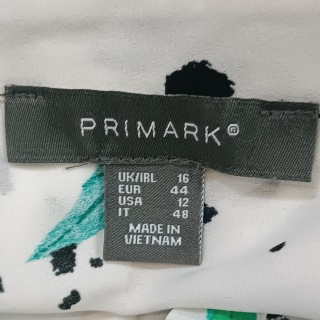 PRIMARK®
UK/IRL 16
EUR 44
USA 12
IT 48
MADE IN
VIETNAM